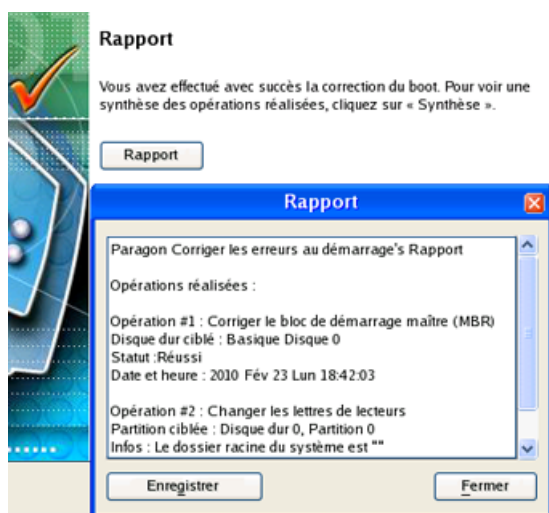 Rapport
Vous avez effectué avec succès la correction du boot. Pour voir une
synthèse des opérations réalisées, cliquez sur « Synthèse ».
Rapport
Rapport
Paragon Corriger les erreurs au démarrage's Rapport
Opérations réalisées :
Opération #1 : Corriger le bloc de démarrage maître (MBR)
Disque dur ciblé : Basique Disque 0
Statut :Réussi
Date et heure : 2010 Fév 23 Lun 18:42:03
Opération #2 : Changer les lettres de lecteurs
Partition ciblée : Disque dur 0, Partition 0
Infos : Le dossier racine du système est ""
Enregistrer
Fermer